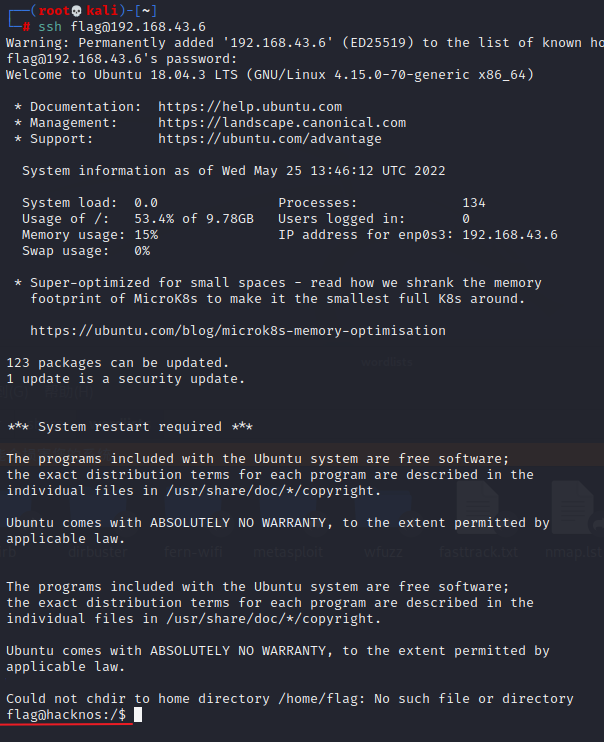 ┌──(root💀kali)-[~]
└─# ssh flag@192.168.43.6
Warning: Permanently added '192.168.43.6' (ED25519) to the list of known ho
flag@192.168.43.6's password:
Welcome to Ubuntu 18.04.3 LTS (GNU/Linux 4.15.0-70-generic x86_64)
* Documentation:  https://help.ubuntu.com
* Management:     https://landscape.canonical.com
* Support:        https://ubuntu.com/advantage
System information as of Wed May 25 13:46:12 UTC 2022
System load:  0.0               Processes:             134
Usage of /:   53.4% of 9.78GB   Users logged in:       0
Memory usage: 15%               IP address for enp0s3: 192.168.43.6
Swap usage:   0%
* Super-optimized for small spaces - read how we shrank the memory
footprint of MicroK8s to make it the smallest full K8s around.
https://ubuntu.com/blog/microk8s-memory-optimisation
123 packages can be updated.
1 update is a security update.
*** System restart required ***
The programs included with the Ubuntu system are free software;
the exact distribution terms for each program are described in the
individual files in /usr/share/doc/*/copyright.
Ubuntu comes with ABSOLUTELY NO WARRANTY, to the extent permitted by
applicable law.
dirbuster fern-wifi metasploit wfuzz fasttrack.txt nmap.lst
The programs included with the Ubuntu system are free software;
the exact distribution terms for each program are described in the
individual files in /usr/share/doc/*/copyright.
Ubuntu comes with ABSOLUTELY NO WARRANTY, to the extent permitted by
applicable law.
Could not chdir to home directory /home/flag: No such file or directory
flag@hacknos:/$